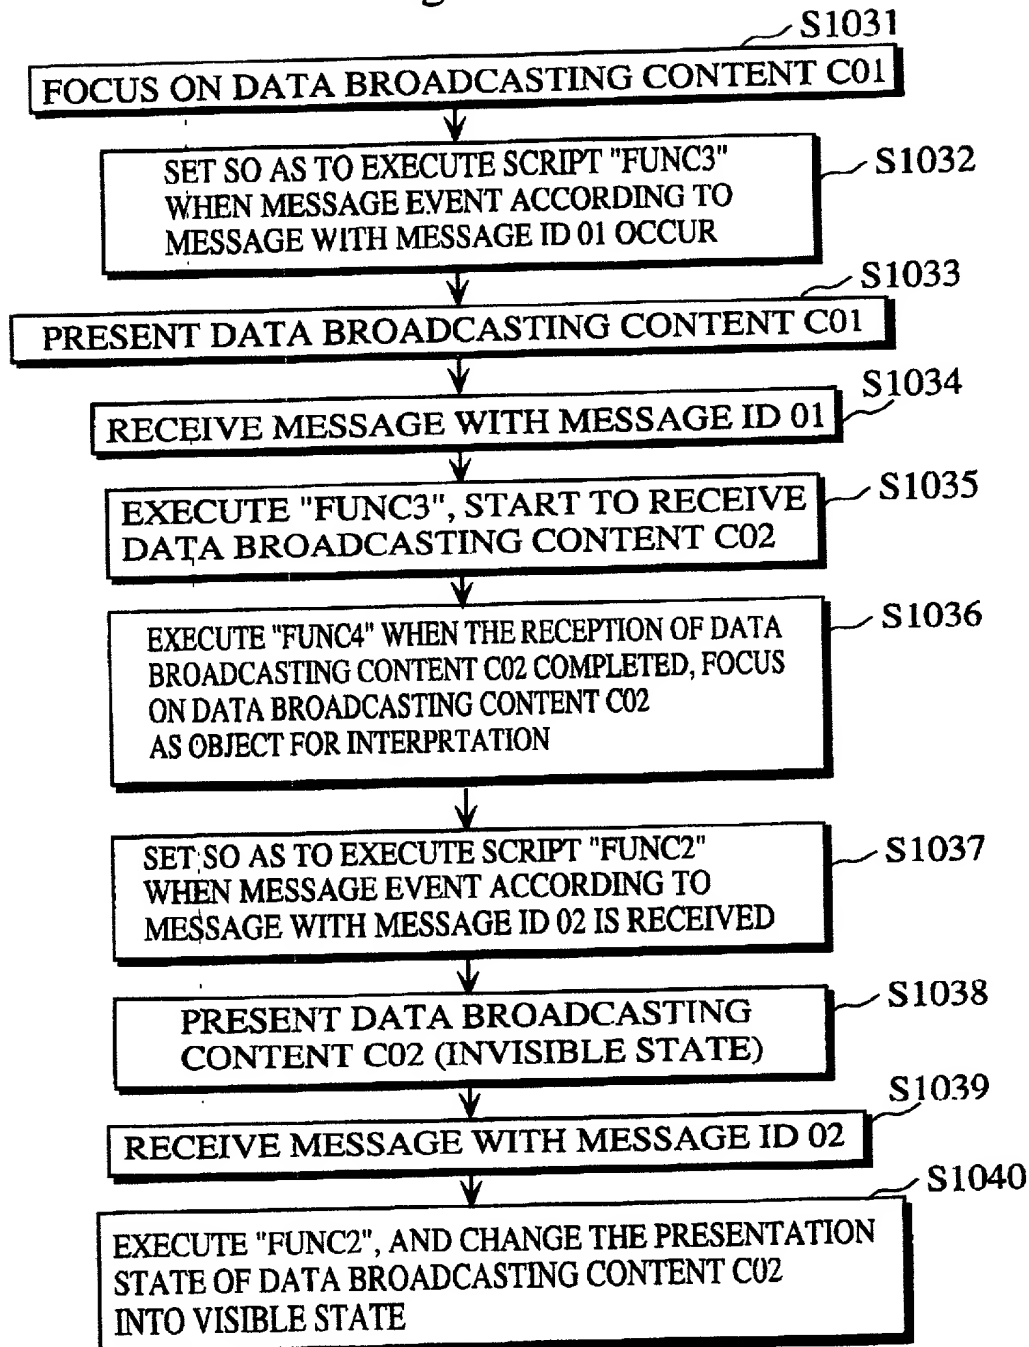 S1031
FOCUS ON DATA BROADCASTING CONTENT C01
S1032
SET SO AS TO EXECUTE SCRIPT "FUNC3"
WHEN MESSAGE EVENT ACCORDING TO
MESSAGE WITH MESSAGE ID 01 OCCUR
S1033
PRESENT DATA BROADCASTING CONTENT C01
S1034
RECEIVE MESSAGE WITH MESSAGE ID 01
S1035
EXECUTE "FUNC3", START TO RECEIVE
DATA BROADCASTING CONTENT C02
S1036
EXECUTE "FUNC4" WHEN THE RECEPTION OF DATA
BROADCASTING CONTENT C02 COMPLETED, FOCUS
ON DATA BROADCASTING CONTENT C02
AS OBJECT FOR INTERPRTATION
S1037
SET SO AS TO EXECUTE SCRIPT "FUNC2"
WHEN MESSAGE EVENT ACCORDING TO
MESSAGE WITH MESSAGE ID 02 IS RECEIVED
S1038
PRESENT DATA BROADCASTING
CONTENT C02 (INVISIBLE STATE)
S1039
RECEIVE MESSAGE WITH MESSAGE ID 02
S1040
EXECUTE "FUNC2", AND CHANGE THE PRESENTATION
STATE OF DATA BROADCASTING CONTENT C02
INTO VISIBLE STATE